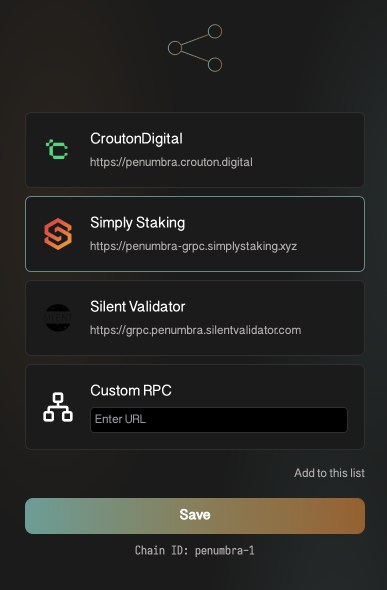 CroutonDigital
https://penumbra.crouton.digital
Simply Staking
https://penumbra-grpc.simplystaking.xyz
Silent Validator
https://grpc.penumbra.silentvalidator.com
Custom RPC
Enter URL
Add to this list
Save
Chain ID: penumbra-1